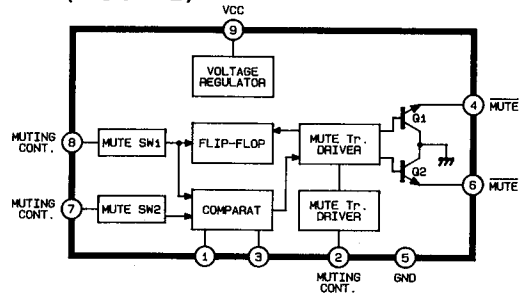 VCC
9
VOLTAGE
REGULATOR
4
MUTE
Q1
MUTING
CONT.
8
MUTE SW1
FLIP-FLOP
MUTE Tr.
DRIVER
Q2
6
MUTE
MUTING
CONT.
7
MUTE SW2
COMPARAT
MUTE Tr.
DRIVER
1
3
2
5
MUTING
CONT.
GND